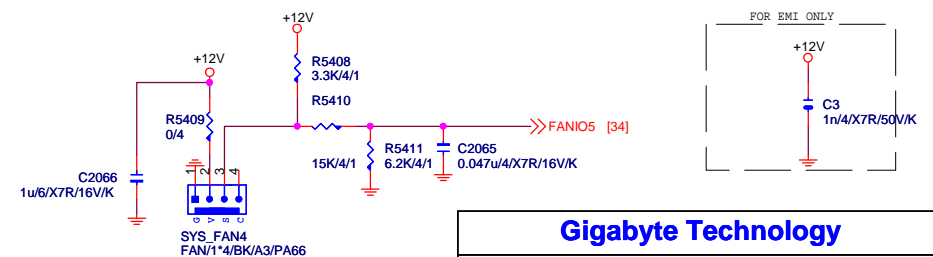 FOR EMI ONLY
+12V
+12V
+12V
R5408
3.3K/4/1
R5410
R5409
0/4
FANIO5 [34]
C3
1n/4/X7R/50V/K
15K/4/1
R5411
6.2K/4/1
C2065
0.047u/4/X7R/16V/K
C2066
1u/6/X7R/16V/K
1
2
3
4
G
V
S
C
SYS_FAN4
FAN/1*4/BK/A3/PA66
Gigabyte Technology